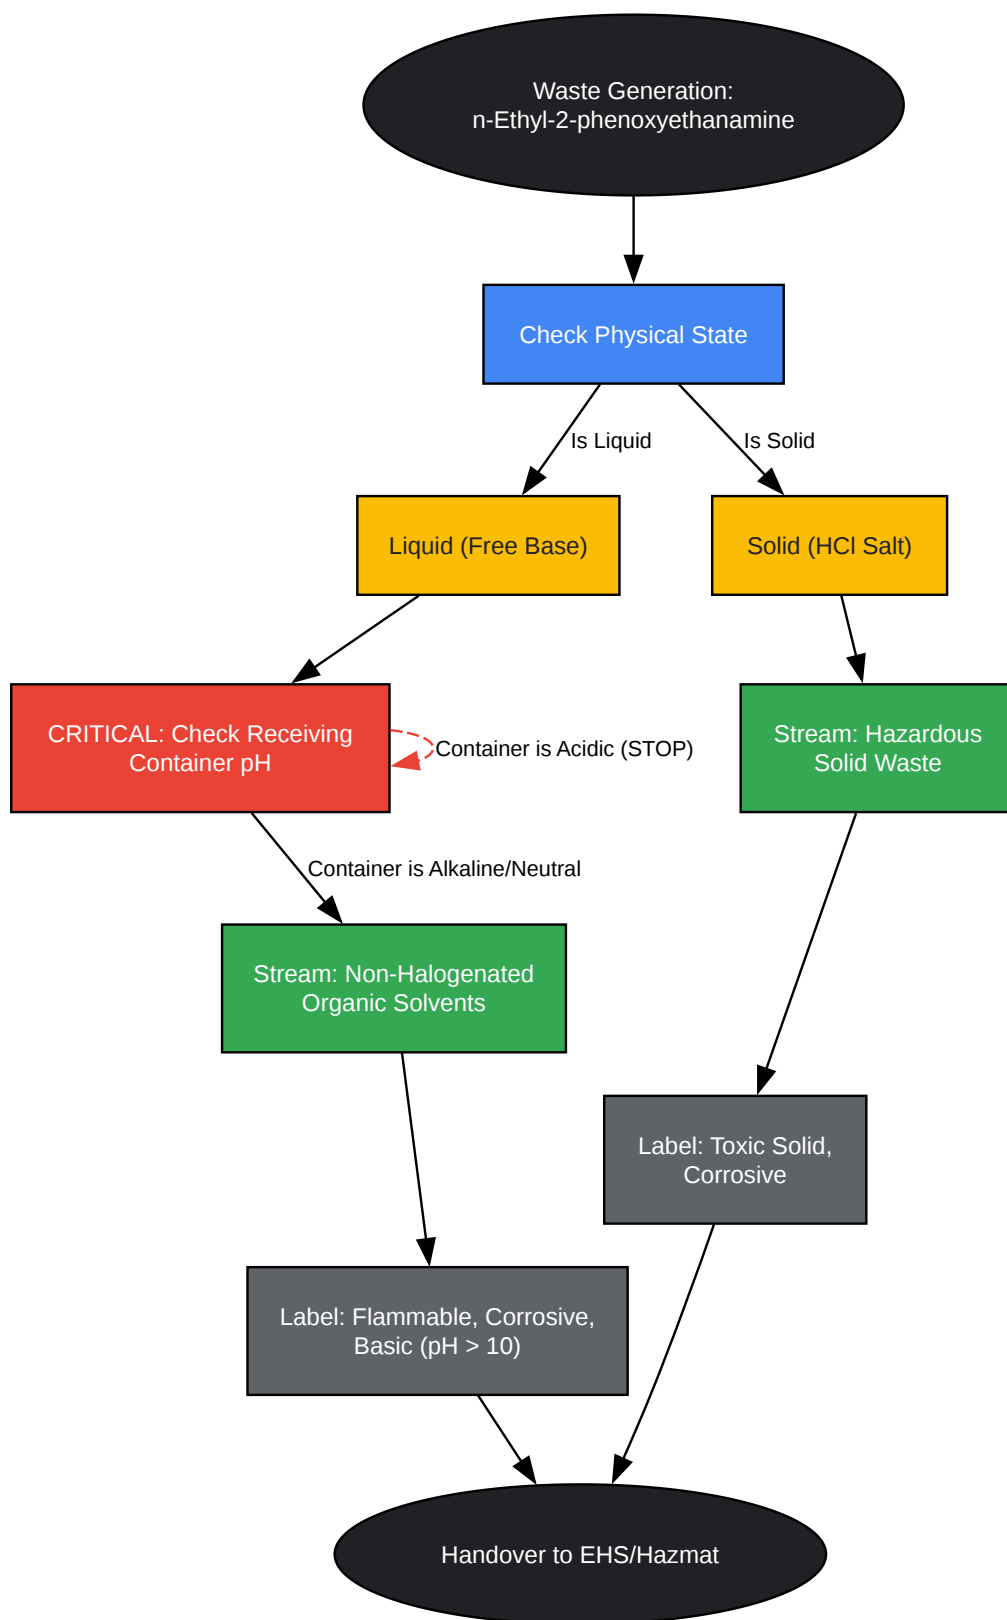 Waste Generation:
n-Ethyl-2-phenoxyethanamine
Check Physical State
Is Liquid
Is Solid
Liquid (Free Base)
Solid (HCl Salt)
CRITICAL: Check Receiving
Container pH
Container is Acidic (STOP)
Stream: Hazardous
Solid Waste
Container is Alkaline/Neutral
Stream: Non-Halogenated
Organic Solvents
Label: Toxic Solid,
Corrosive
Label: Flammable, Corrosive,
Basic (pH > 10)
Handover to EHS/Hazmat